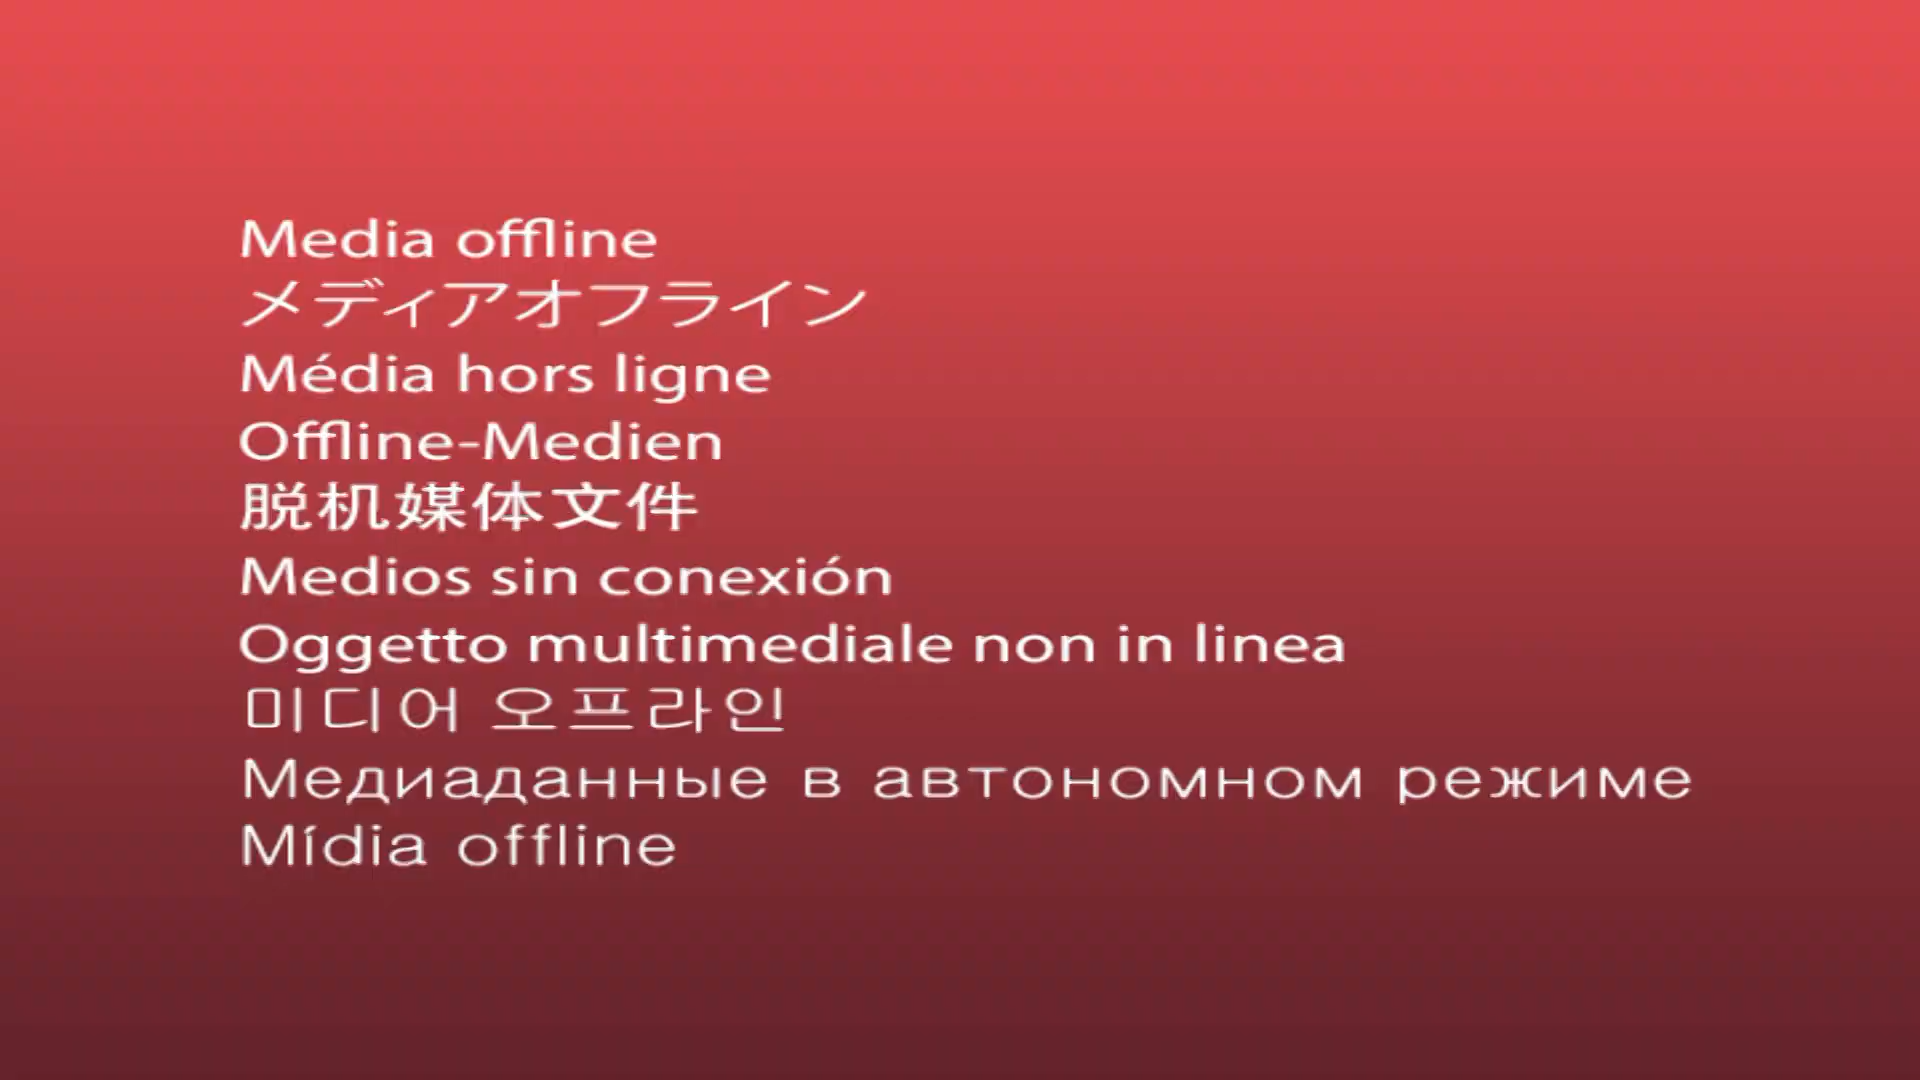 Media offline
メディアオフライン
Média hors ligne
Offline-Medien
脱机媒体文件
Medios sin conexión
Oggetto multimediale non in linea
미디어 오프라인
Медиаданные в автономном режиме
Mídia offline